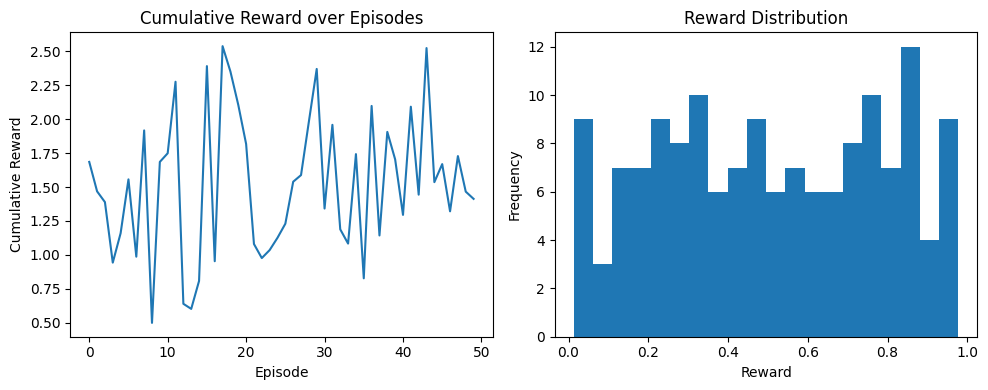 Cumulative Reward over Episodes
2.50
2.25
2.00
1.75
1.50
1.25
1.00
0.75
0.50
Cumulative Reward
0 10 20 30 40 50
Episode
Reward Distribution
12
10
8
6
4
2
0
Frequency
0.0 0.2 0.4 0.6 0.8 1.0
Reward